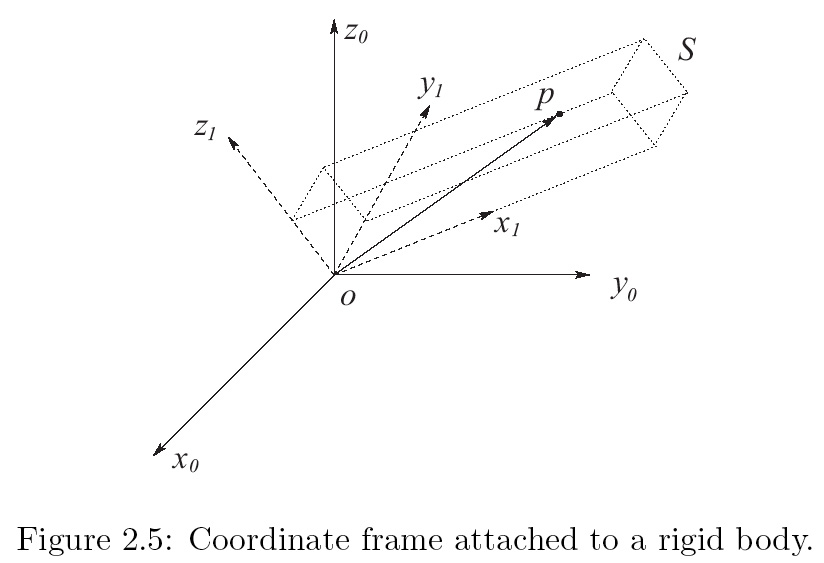 z₀
S
y₁
p
z₁
x₁
o
y₀
x₀
Figure 2.5: Coordinate frame attached to a rigid body.